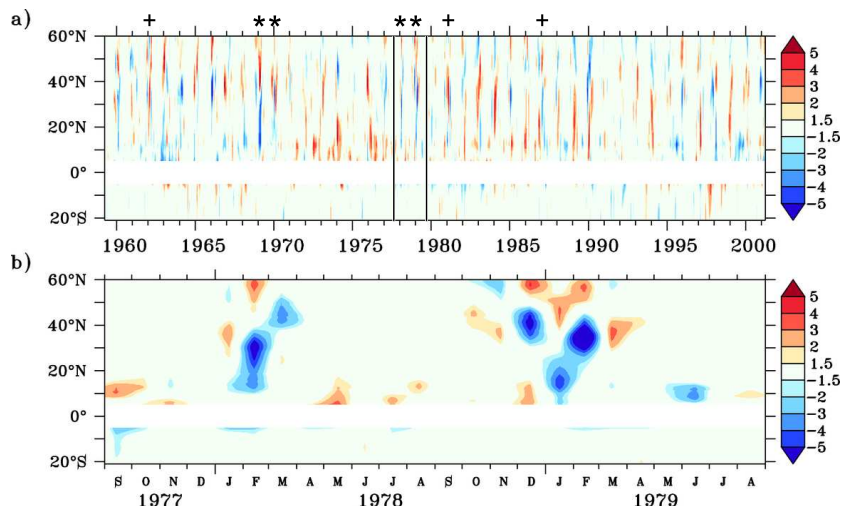 + * * * * + +
a)
60°N
40°N
20°N
0°
20°S
1960 1965 1970 1975 1980 1985 1990 1995 2000
5
4
3
2
1.5
−1.5
−2
−3
−4
−5
b)
60°N
40°N
20°N
0°
20°S
S O N D J F M A M J J A S O N D J F M A M J J A
1977 1978 1979
5
4
3
2
1.5
−1.5
−2
−3
−4
−5